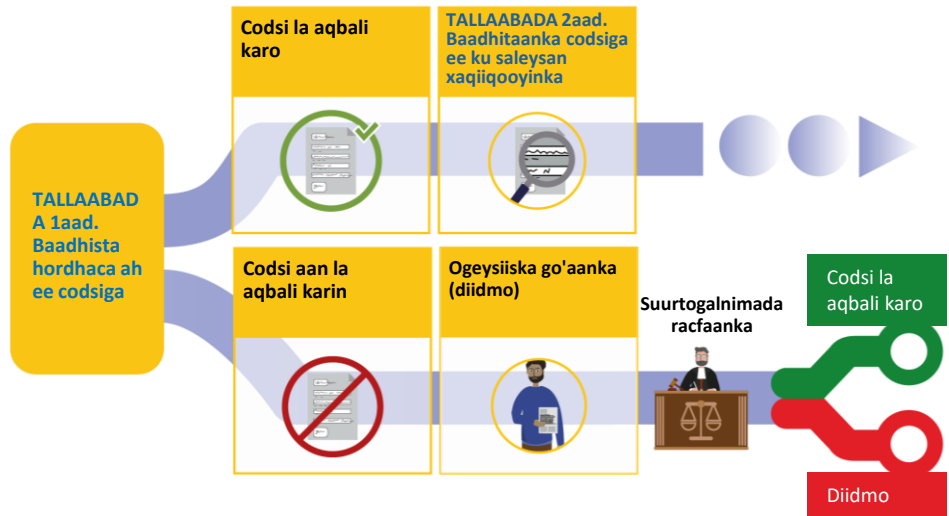 TALLAABAD
A 1aad.
Baadhista
hordhaca ah
ee codsiga
Codsi la aqbali
karo
TALLAABADA 2aad.
Baadhitaanka codsiga
ee ku saleysan
xaqiiqooyinka
Codsi aan la
aqbali karin
Ogeysiiska go'aanka
(diidmo)
Suurtogalnimada
racfaanka
Codsi la
aqbali karo
Diidmo